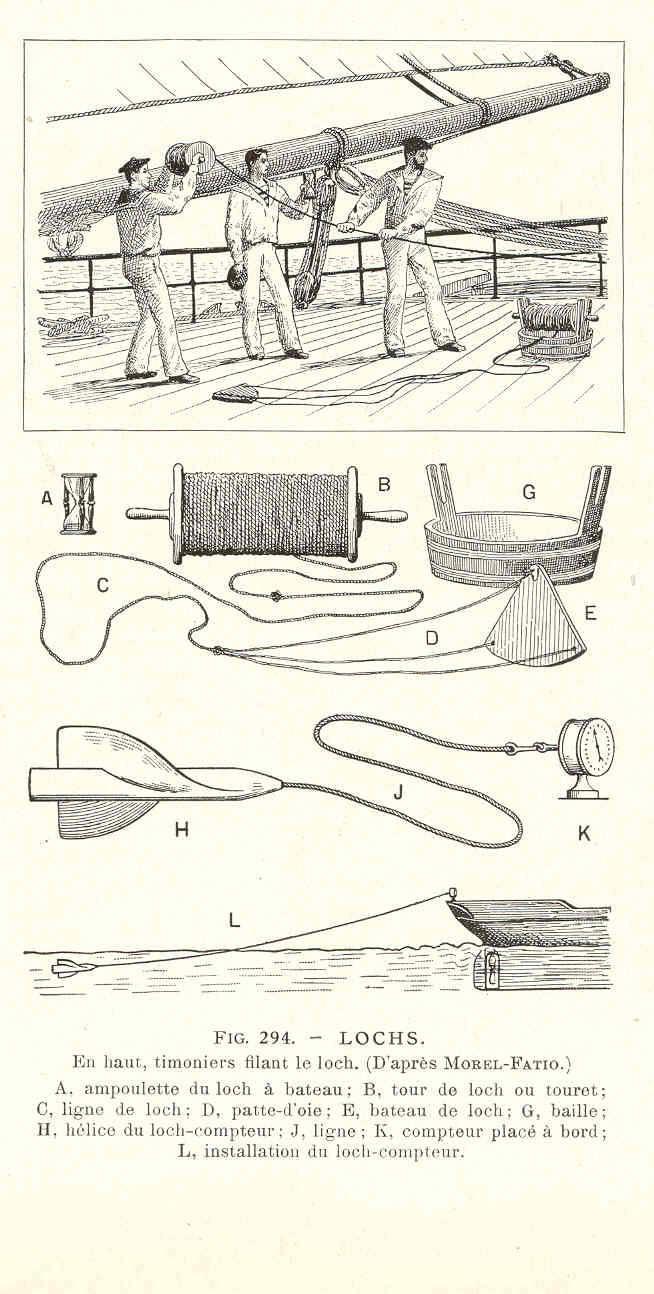 A
B
G
C
D
E
J
H
K
L
FIG. 294. — LOCHS.
En haut, timoniers filant le loch. (D'après MOREL-FATIO.)
A, ampoulette du loch à bateau; B, tour de loch ou touret;
C, ligne de loch; D, patte-d'oie; E, bateau de loch; G, baille;
H, hélice du loch-compteur; J, ligne; K, compteur placé à bord;
L, installation du loch-compteur.